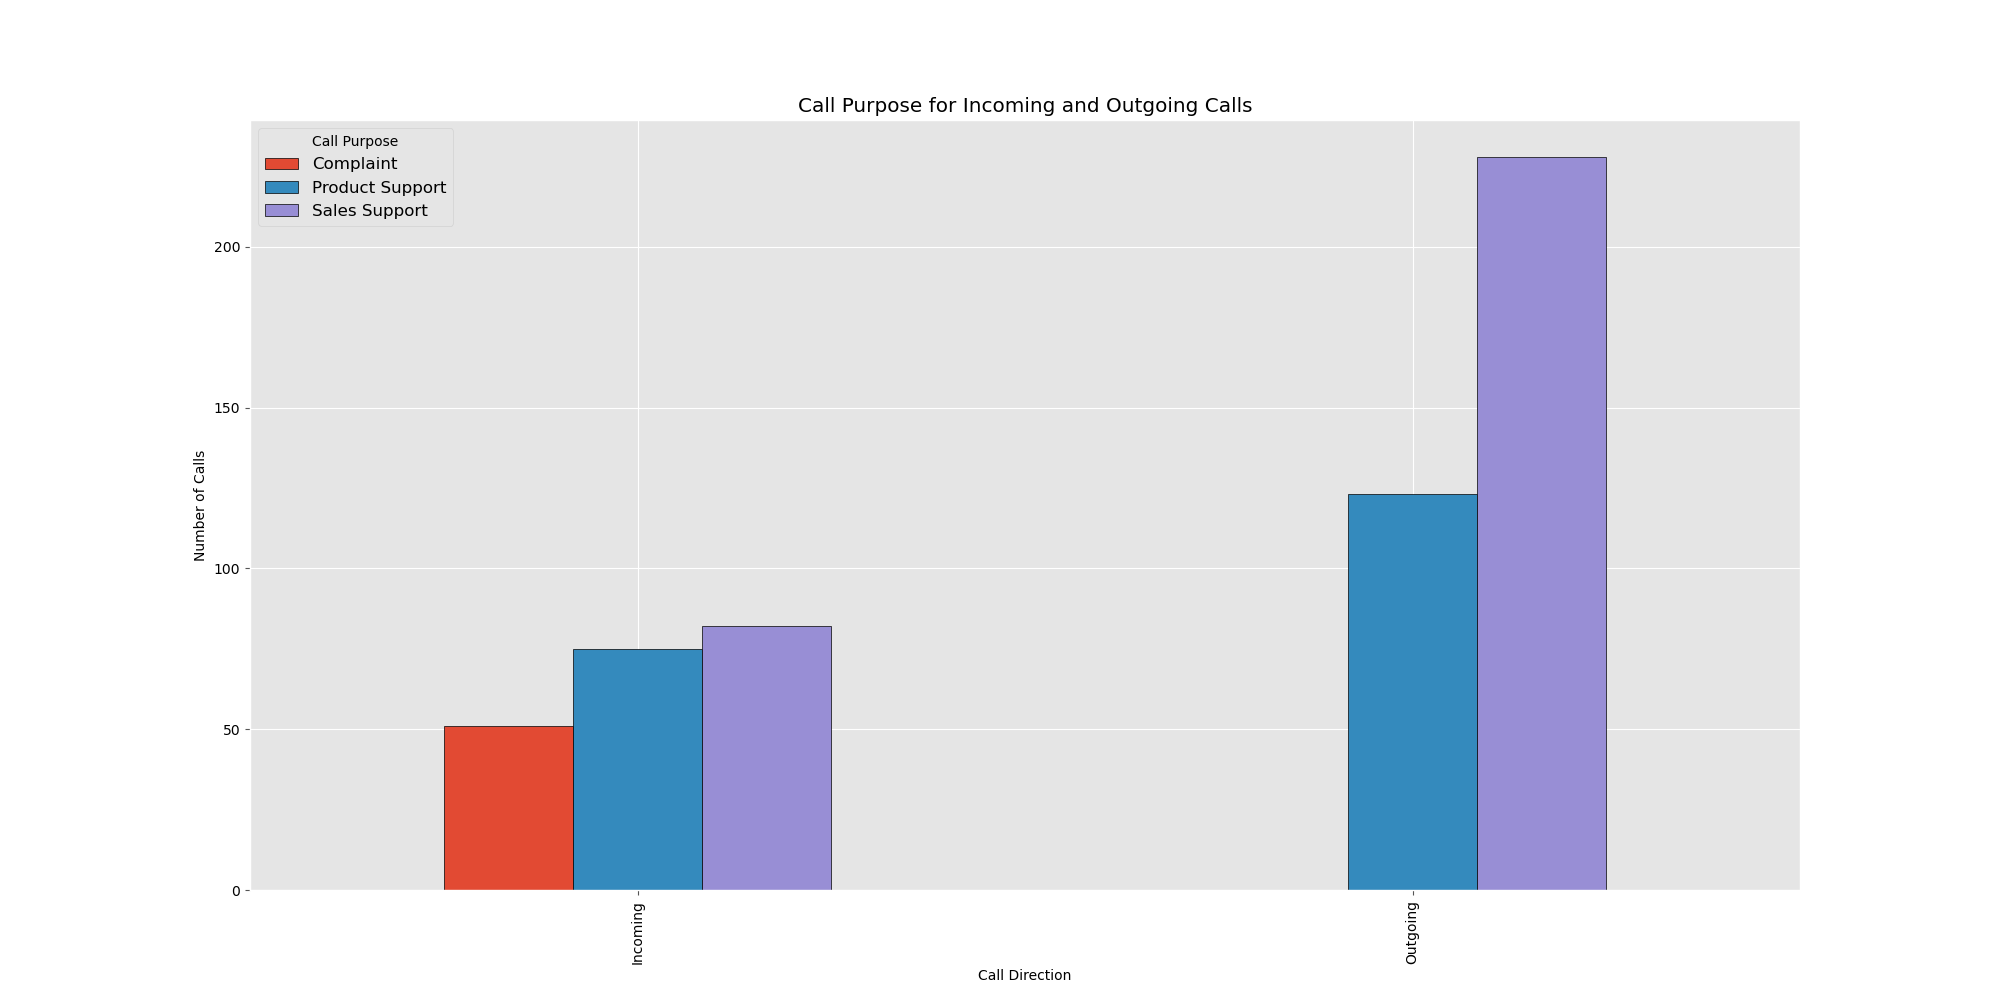 Call Purpose for Incoming and Outgoing Calls
Call Purpose
Complaint
Product Support
Sales Support
200
150
100
50
0
Number of Calls
Incoming
Outgoing
Call Direction